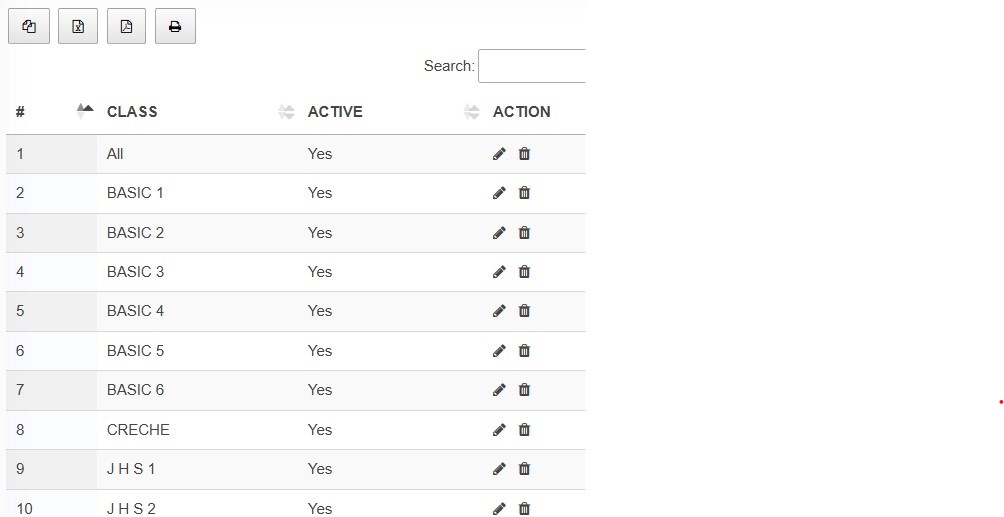 Search:
# CLASS ACTIVE ACTION
1 All Yes
2 BASIC 1 Yes
3 BASIC 2 Yes
4 BASIC 3 Yes
5 BASIC 4 Yes
6 BASIC 5 Yes
7 BASIC 6 Yes
8 CRECHE Yes
9 J H S 1 Yes
10 J H S 2 Yes